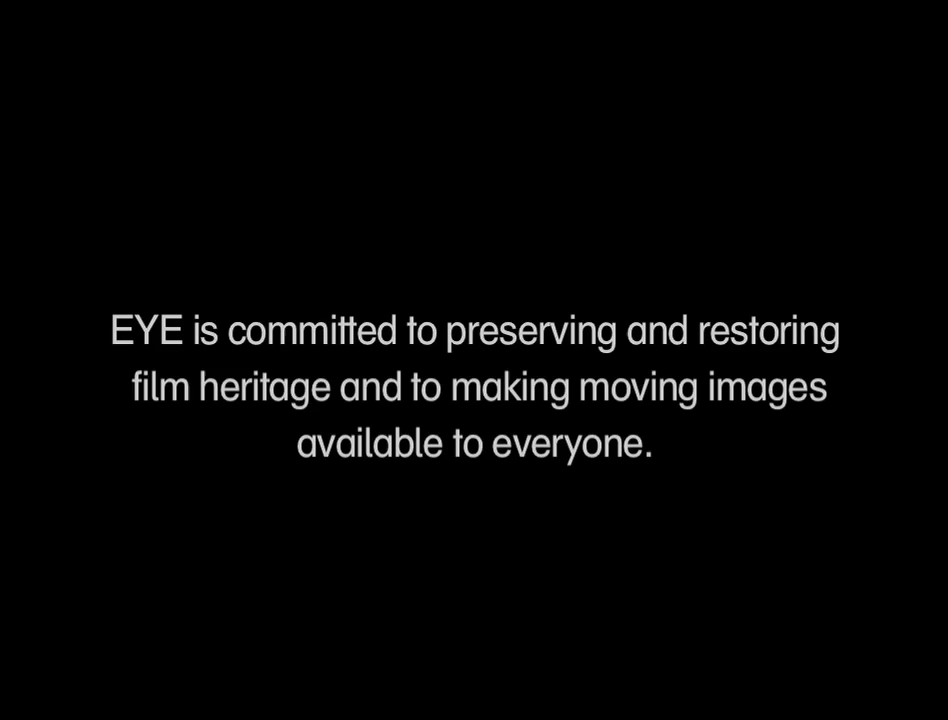 EYE is committed to preserving and restoring
film heritage and to making moving images
available to everyone.